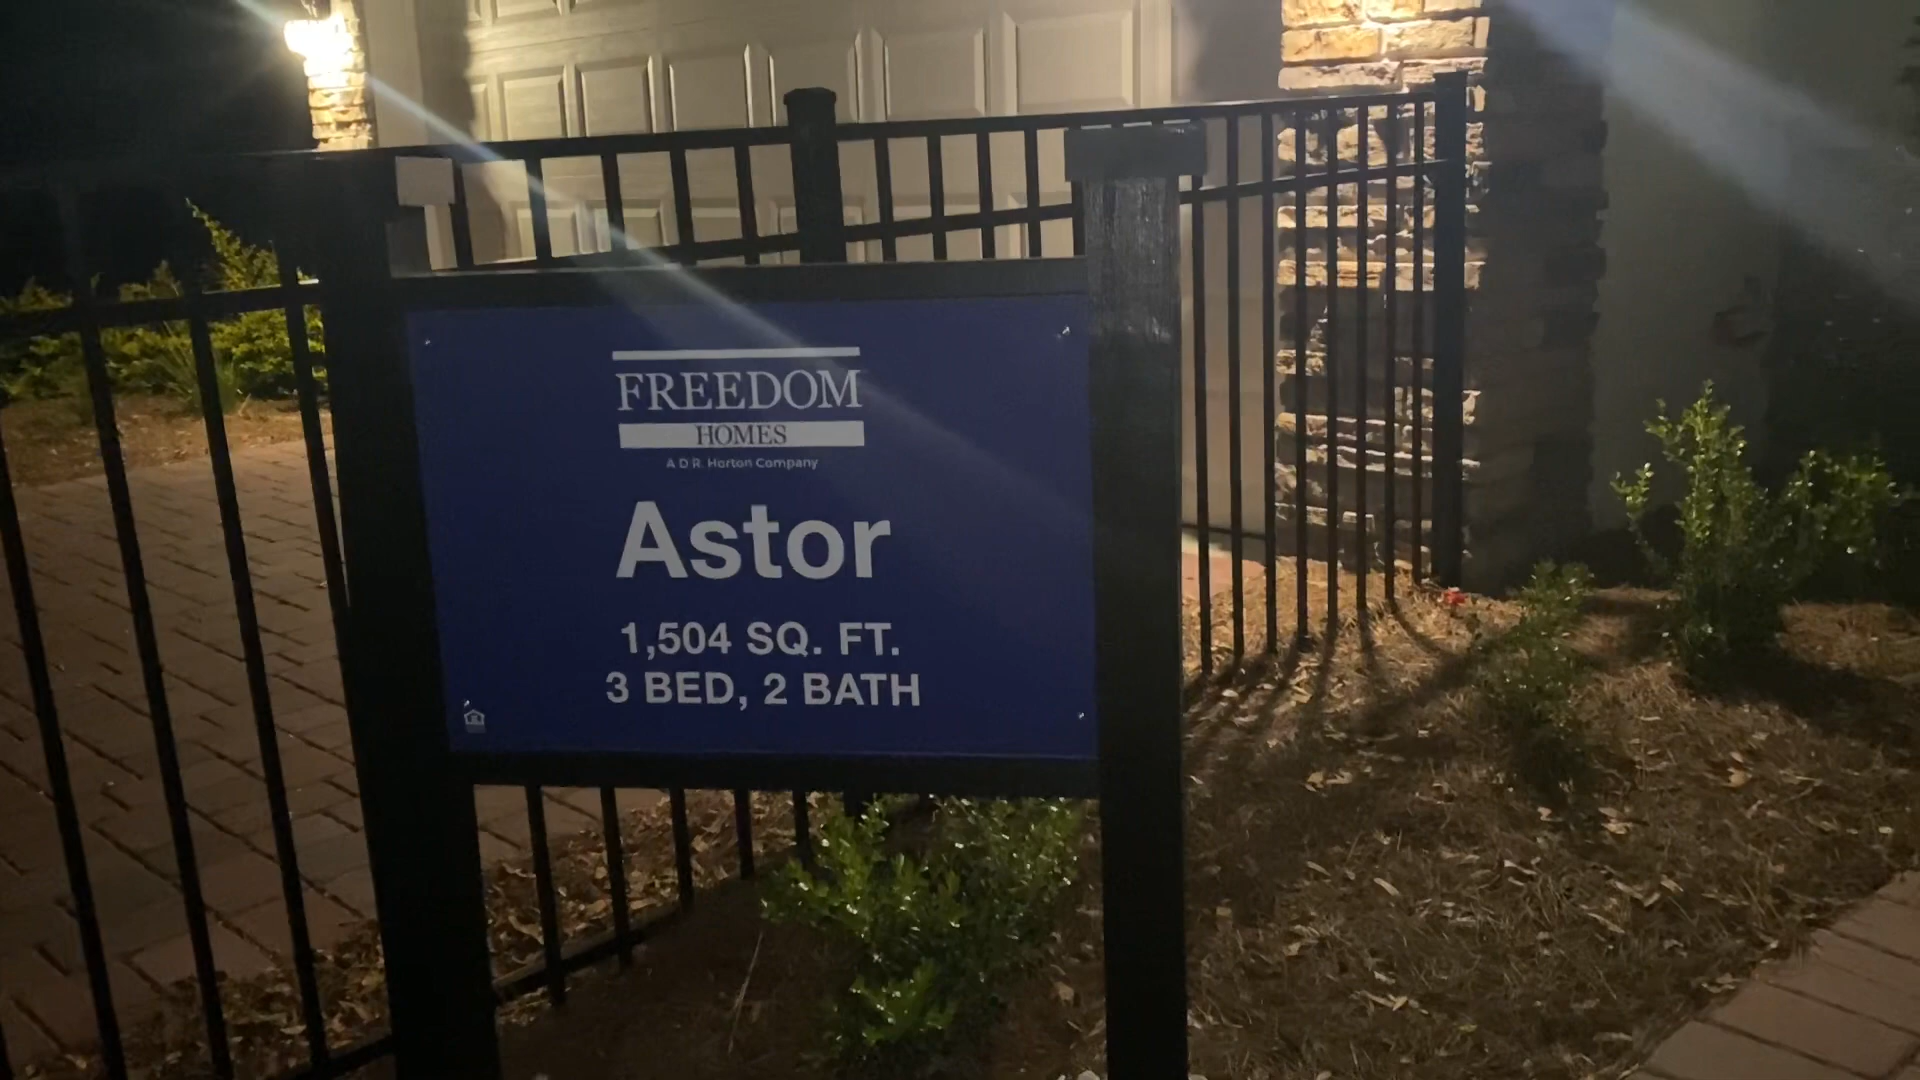 FREEDOM
HOMES
A D.R. Horton Company
Astor
1,504 SQ. FT.
3 BED, 2 BATH